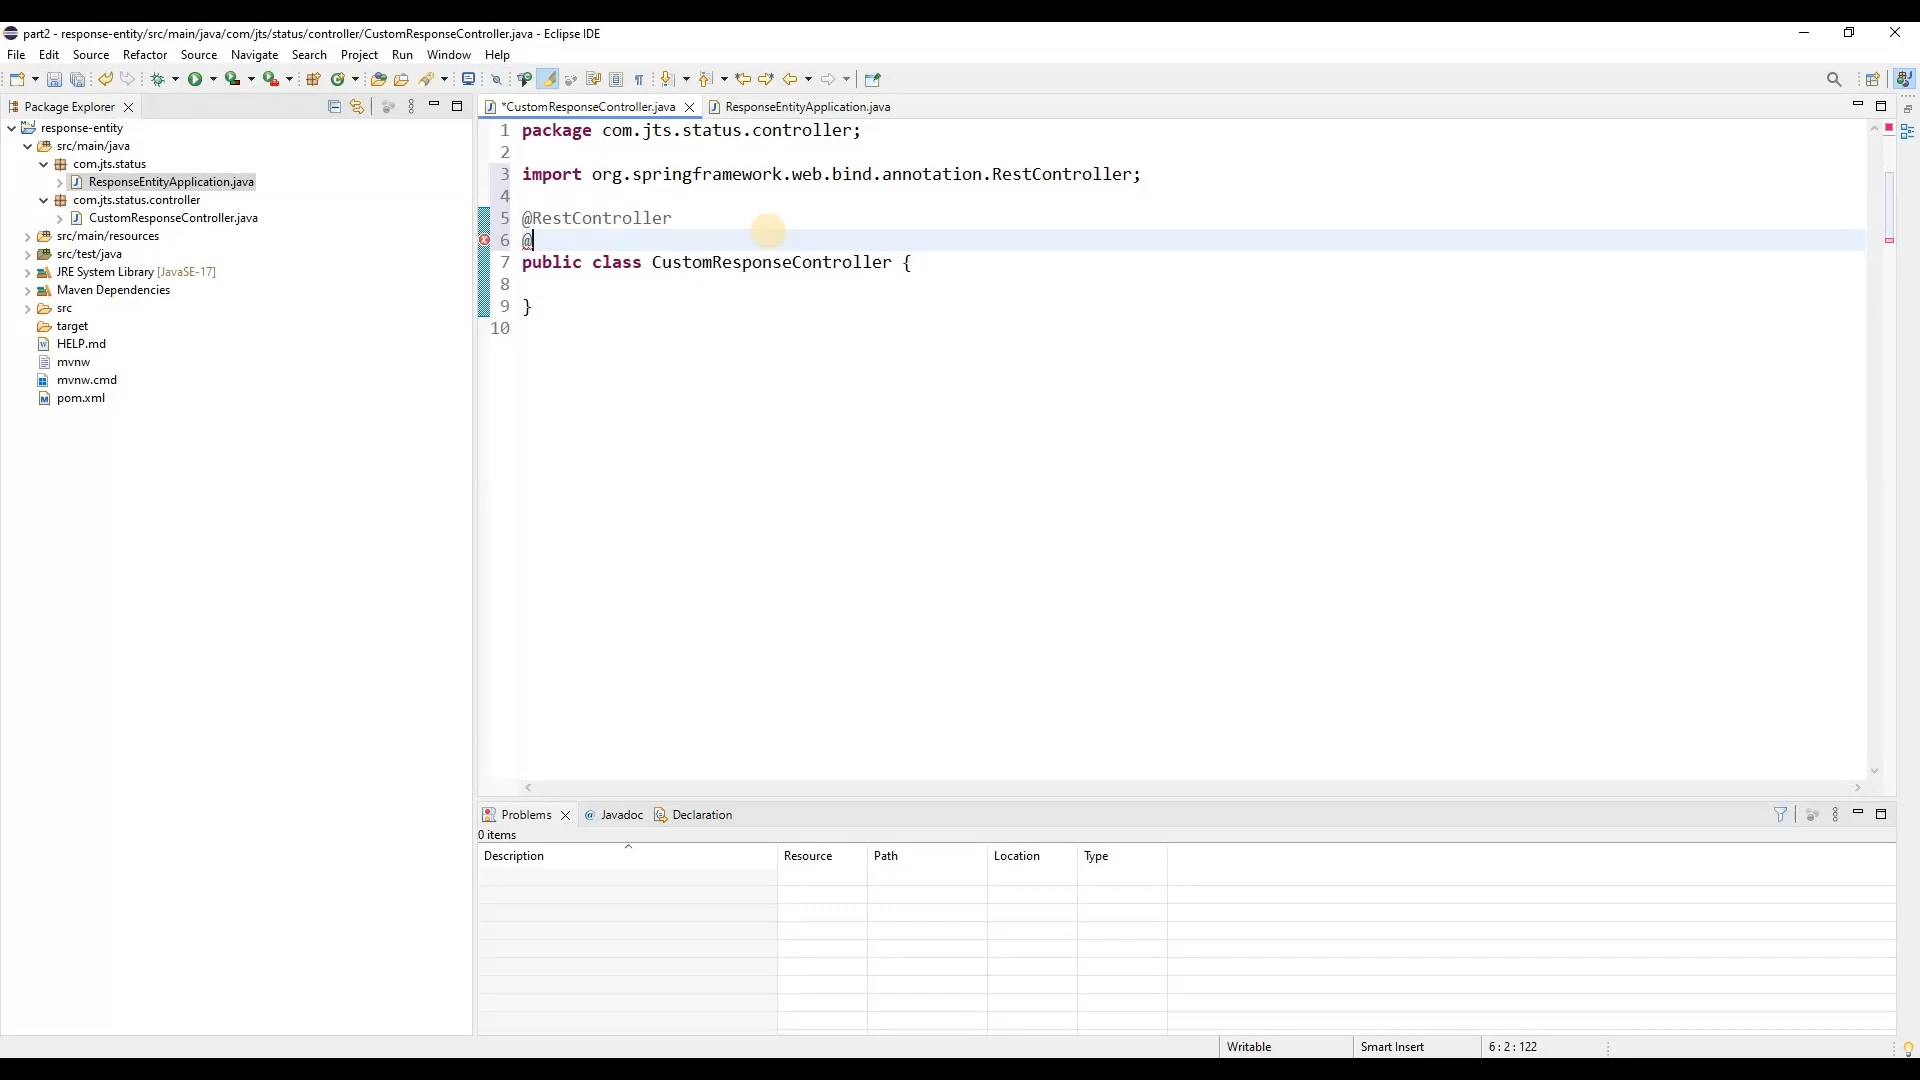 part2 - response-entity/src/main/java/com/jts/status/controller/CustomResponseController.java - Eclipse IDE
File Edit Source Refactor Source Navigate Search Project Run Window Help
Package Explorer
response-entity
src/main/java
com.jts.status
ResponseEntityApplication.java
com.jts.status.controller
CustomResponseController.java
src/main/resources
src/test/java
JRE System Library [JavaSE-17]
Maven Dependencies
src
target
HELP.md
mvnw
mvnw.cmd
pom.xml
*CustomResponseController.java ResponseEntityApplication.java
1 package com.jts.status.controller;
2
3 import org.springframework.web.bind.annotation.RestController;
4
5 @RestController
6 @
7 public class CustomResponseController {
8
9 }
10
Problems @ Javadoc Declaration
0 items
Description Resource Path Location Type
Writable Smart Insert 6 : 2 : 122